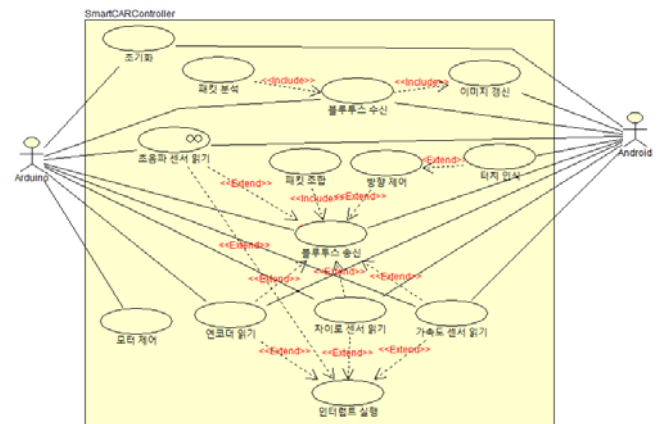 SmartCARController
초기화
패킷 분석
<<Include>>
블루투스 수신
<<Include>>
이미지 갱신
Arduino
Android
초음파 센서 읽기
패킷 조합
방향 제어
<<Extend>>
터치 인식
<<Extend>>
<<Include>>
<<Extend>>
블루투스 송신
<<Extend>>
<<Extend>>
<<Extend>>
<<Extend>>
모터 제어
엔코더 읽기
자이로 센서 읽기
가속도 센서 읽기
<<Extend>>
<<Extend>>
<<Extend>>
인터럽트 실행